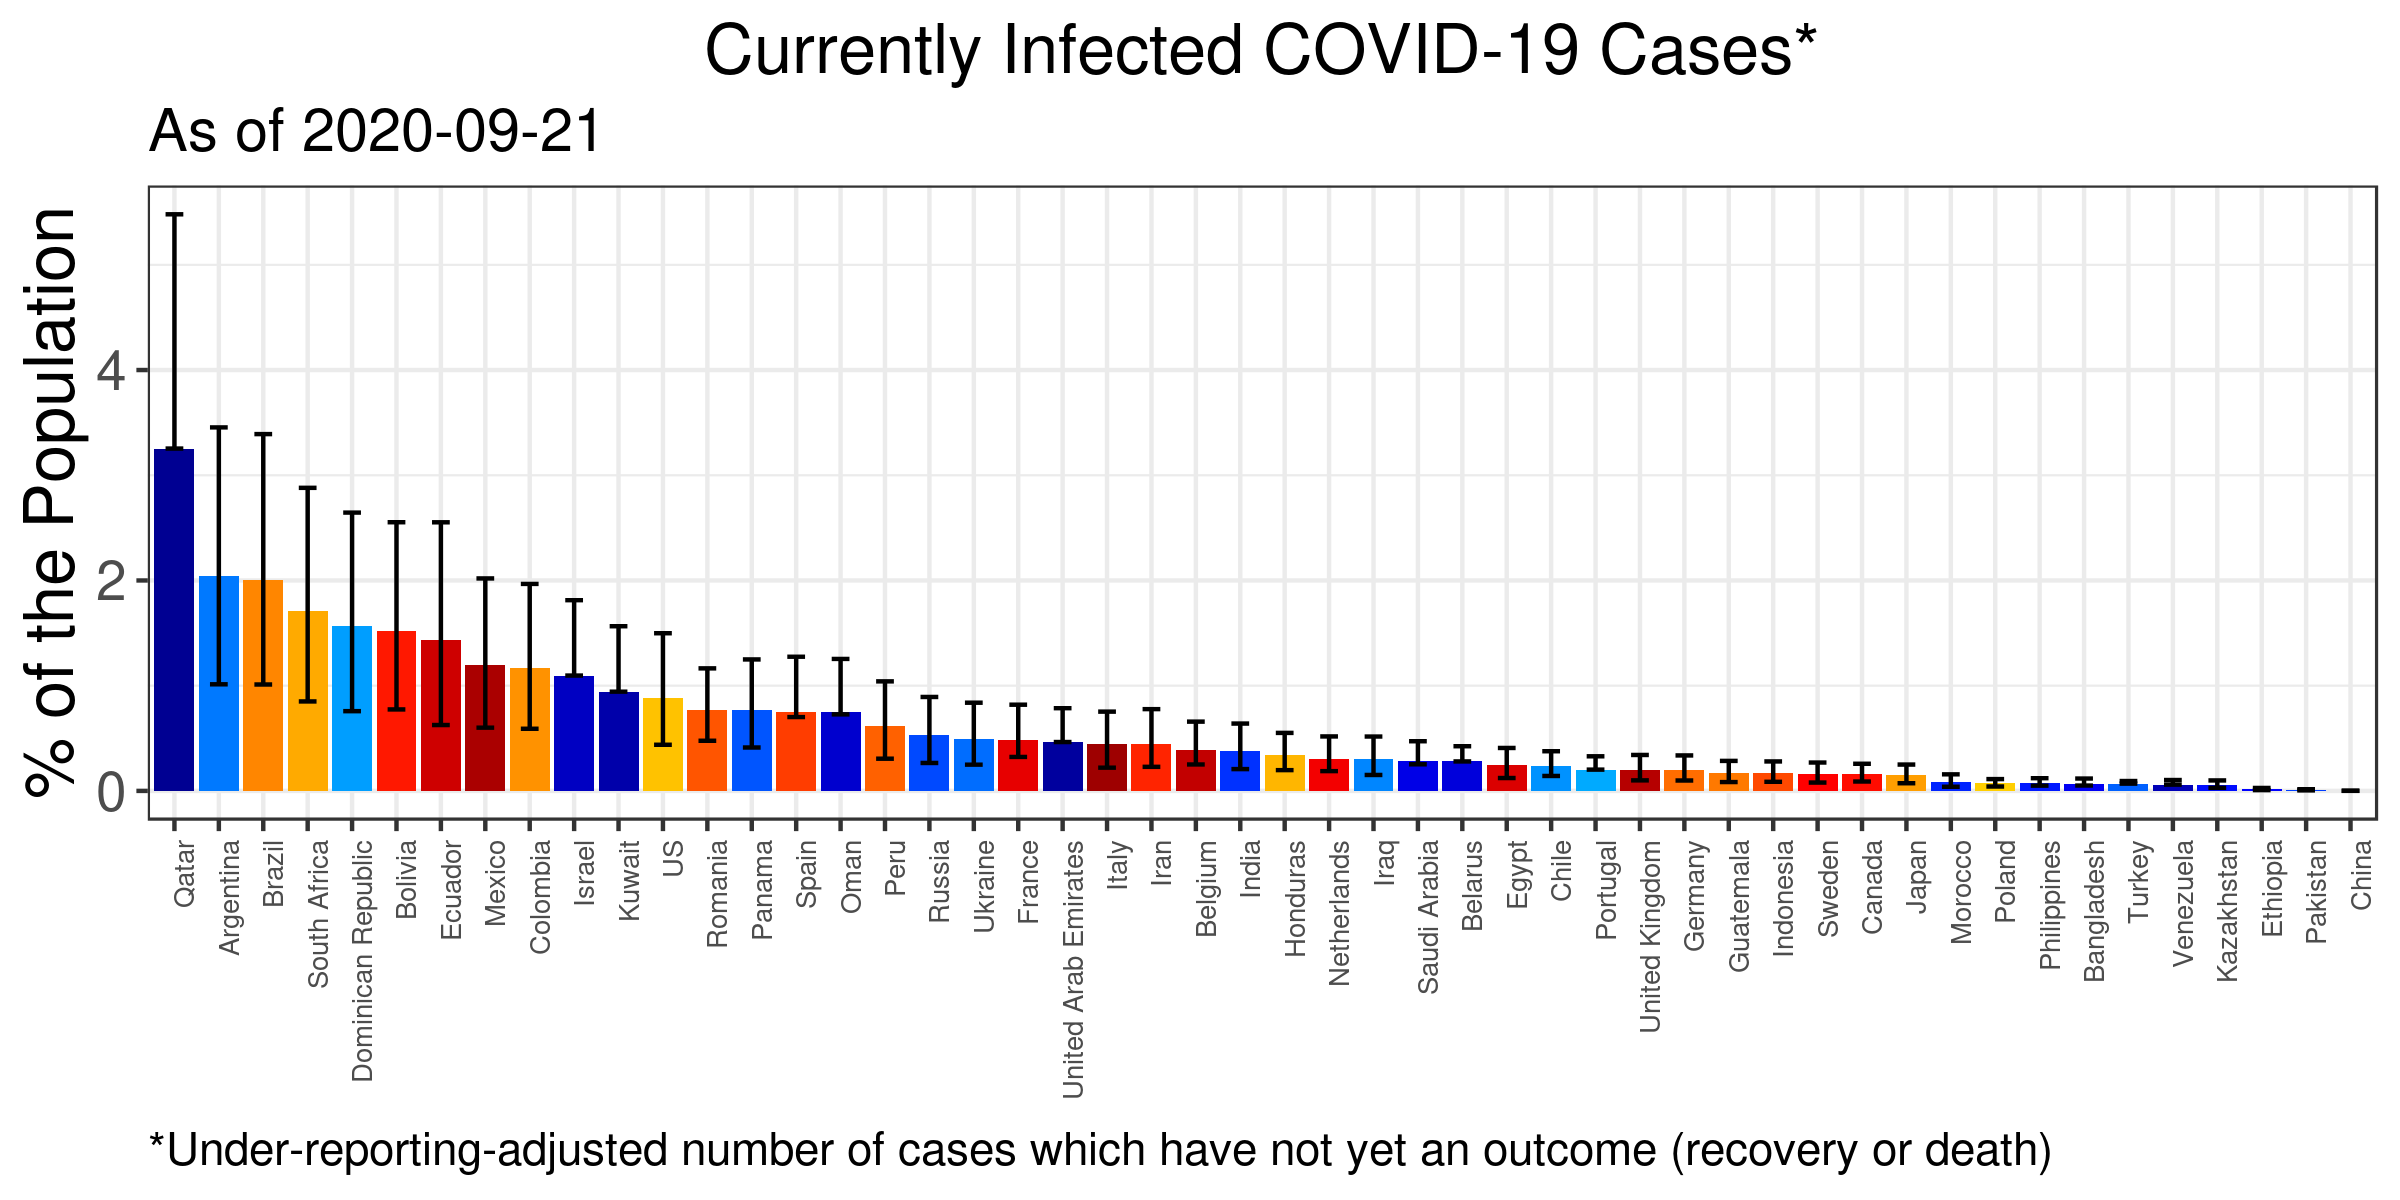 Currently Infected COVID-19 Cases*
As of 2020-09-21
% of the Population
4
2
0
Qatar
Argentina
Brazil
South Africa
Dominican Republic
Bolivia
Ecuador
Mexico
Colombia
Israel
Kuwait
US
Romania
Panama
Spain
Oman
Peru
Russia
Ukraine
France
United Arab Emirates
Italy
Iran
Belgium
India
Honduras
Netherlands
Iraq
Saudi Arabia
Belarus
Egypt
Chile
Portugal
United Kingdom
Germany
Guatemala
Indonesia
Sweden
Canada
Japan
Morocco
Poland
Philippines
Bangladesh
Turkey
Venezuela
Kazakhstan
Ethiopia
Pakistan
China
*Under-reporting-adjusted number of cases which have not yet an outcome (recovery or death)